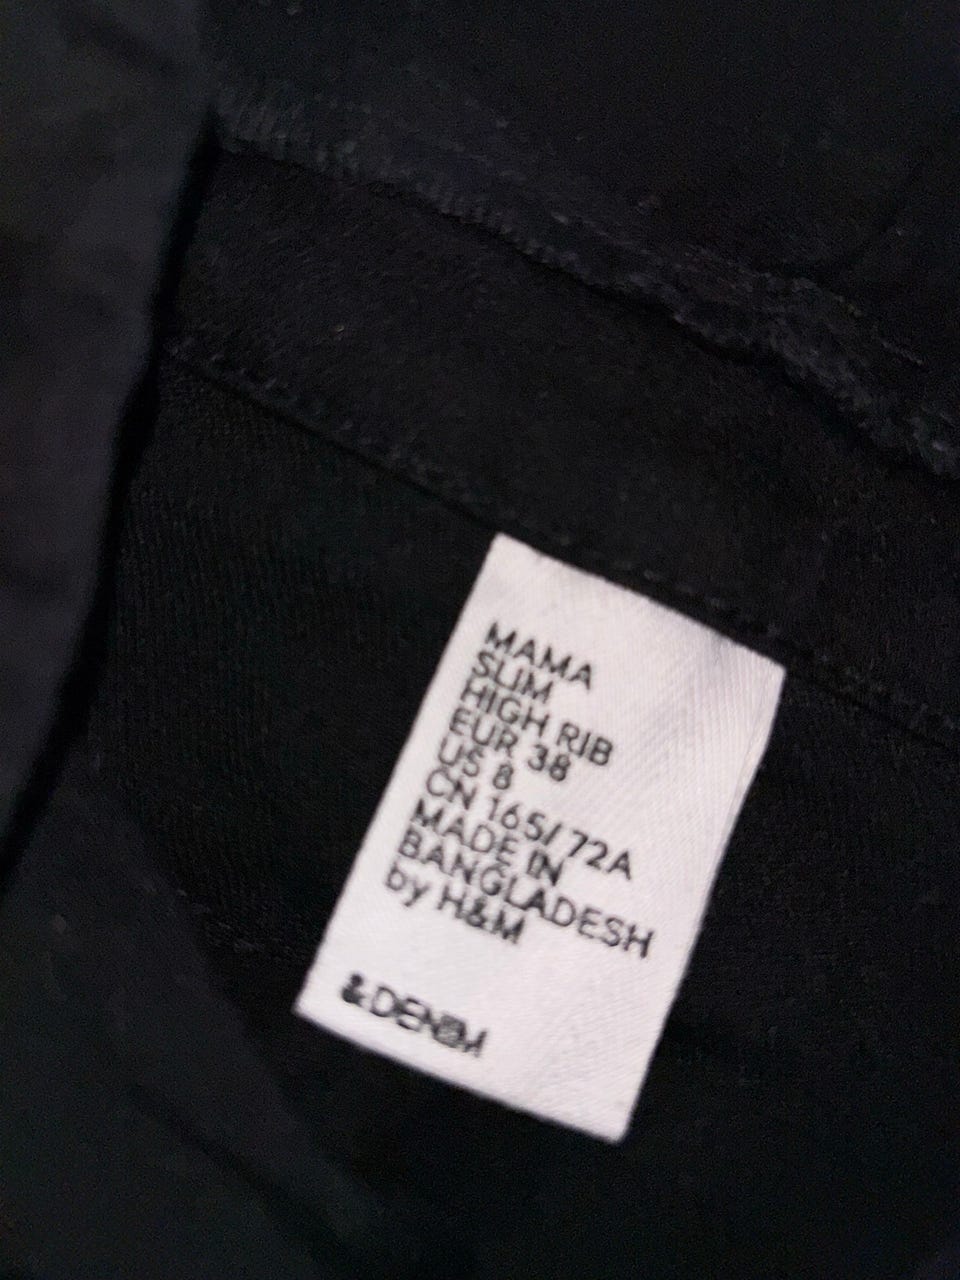 MAMA
SLIM
HIGH RIB
EUR 38
US 8
CN 165/72A
MADE IN
BANGLADESH
by H&M
&DENIM